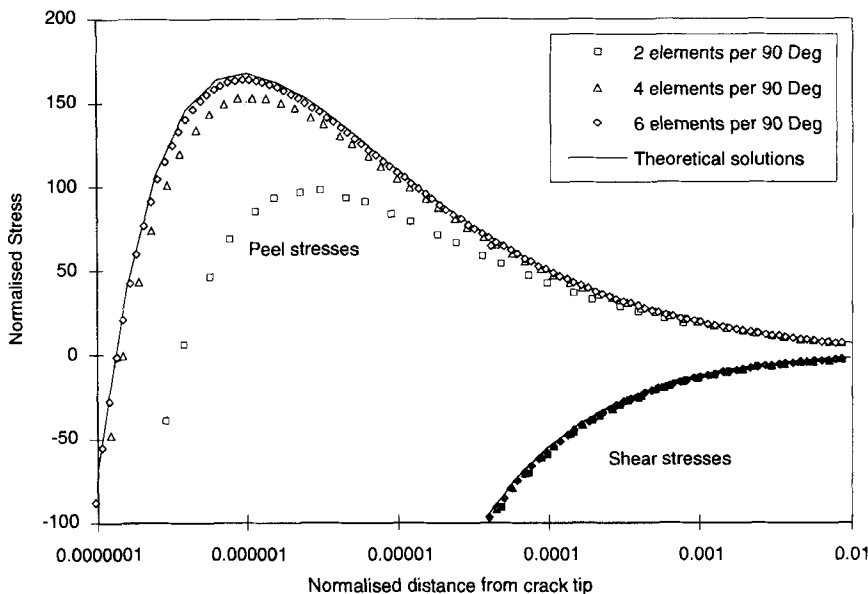 200
150
100
50
0
-50
-100
Normalised Stress
2 elements per 90 Deg
4 elements per 90 Deg
6 elements per 90 Deg
Theoretical solutions
Peel stresses
Shear stresses
0.0000001
0.000001
0.00001
0.0001
0.001
0.01
Normalised distance from crack tip